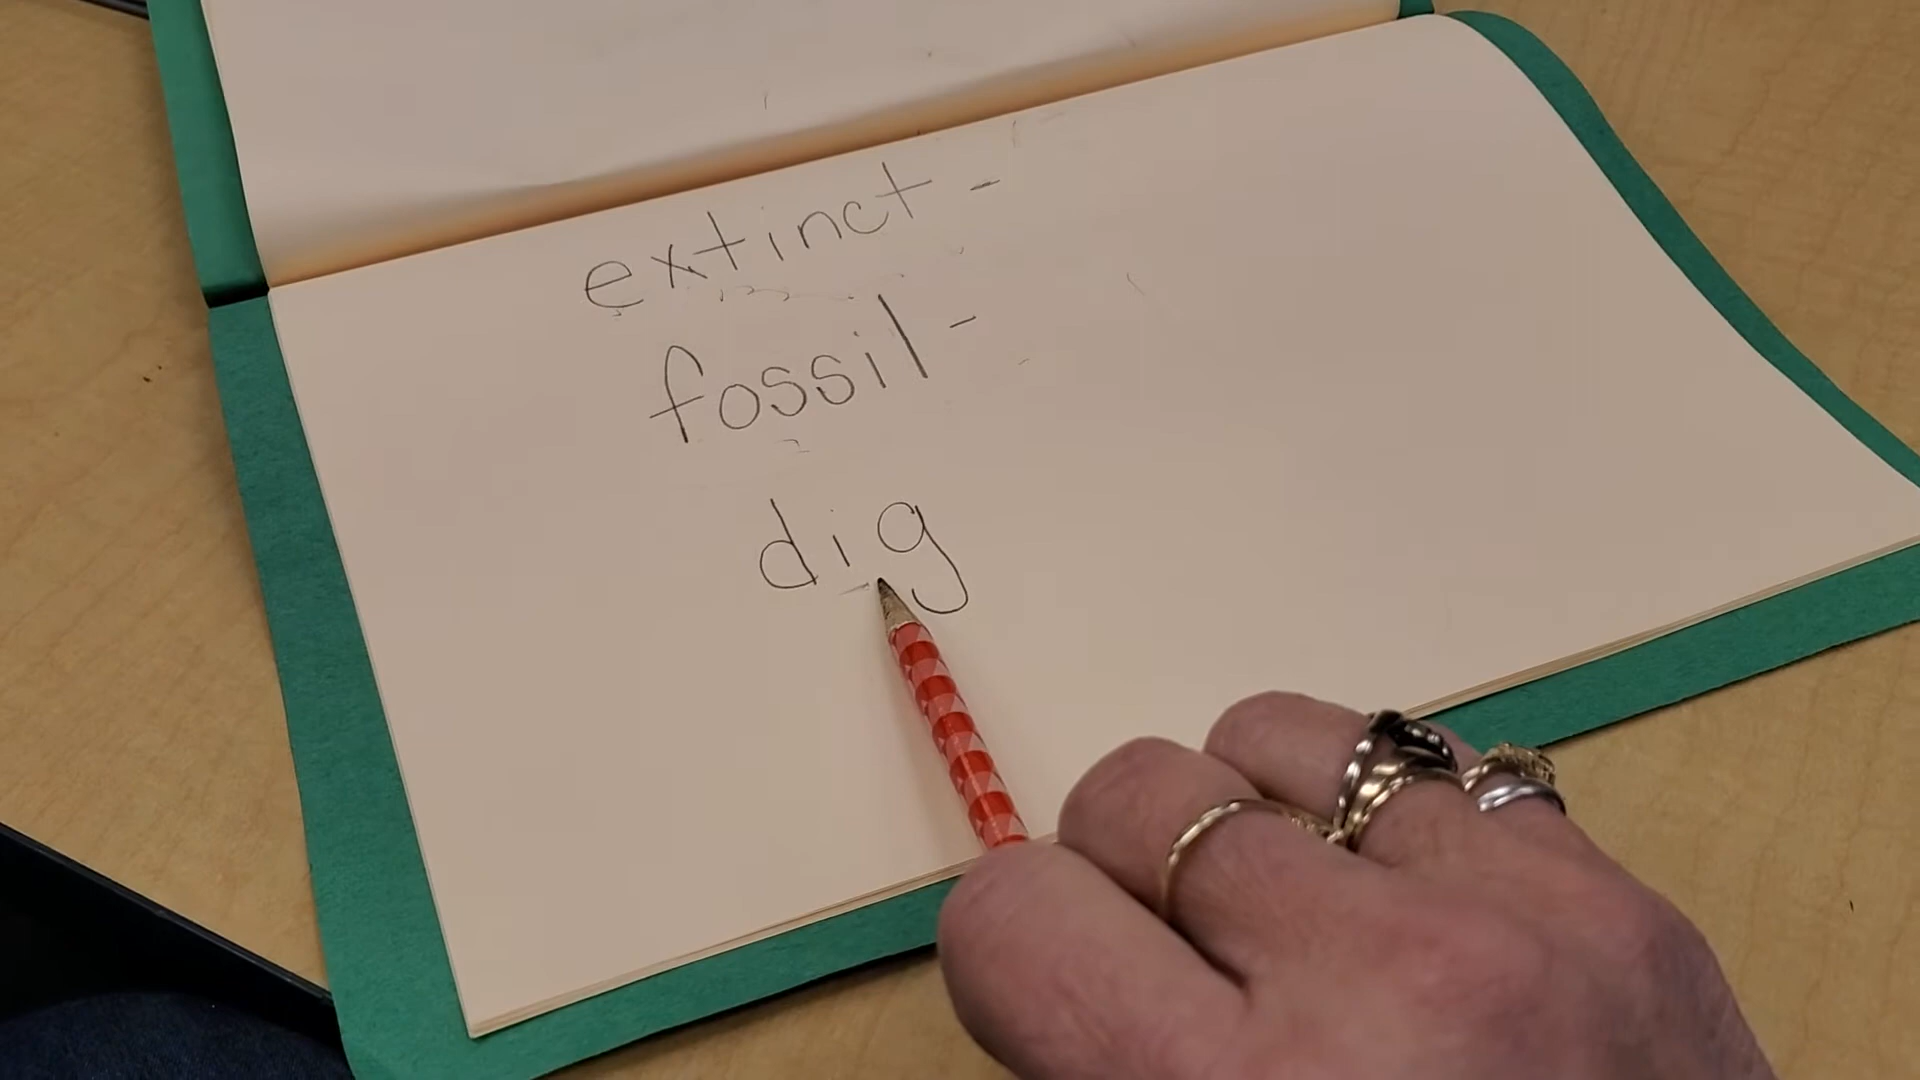 extinct -
fossil -
dig